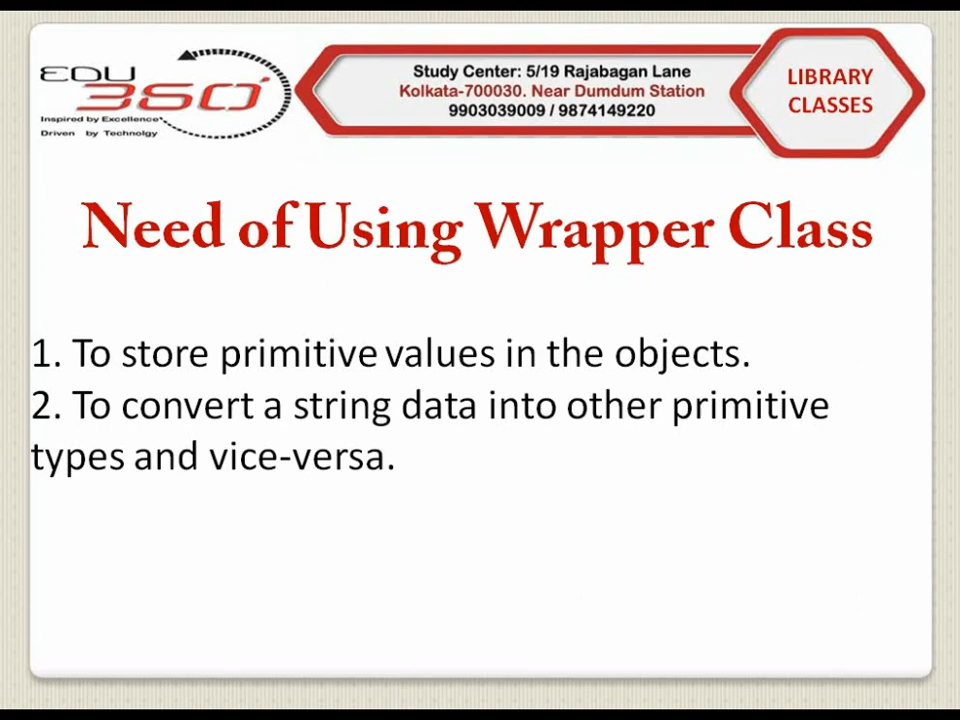 EDU
360°
Inspired by Excellence
Driven by Technolgy
Study Center: 5/19 Rajabagan Lane
Kolkata-700030. Near Dumdum Station
9903039009 / 9874149220
LIBRARY
CLASSES
Need of Using Wrapper Class
1. To store primitive values in the objects.
2. To convert a string data into other primitive
types and vice-versa.